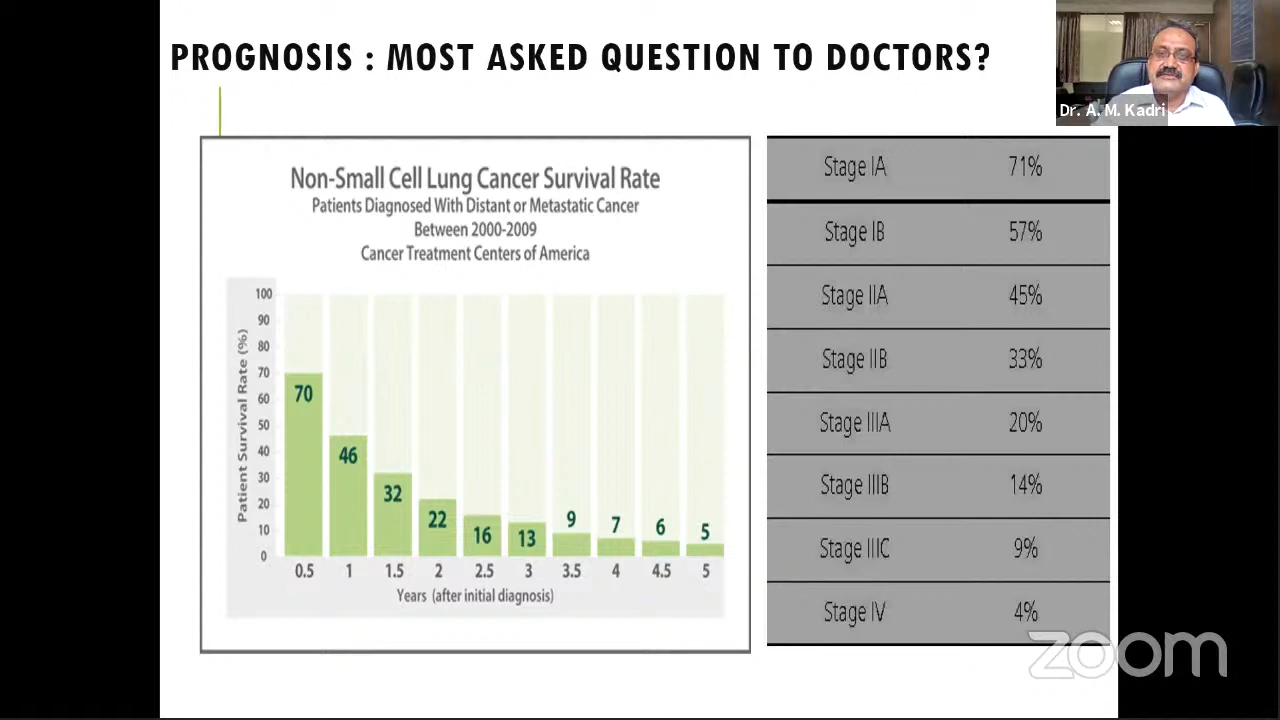 PROGNOSIS : MOST ASKED QUESTION TO DOCTORS?
Dr. A. M. Kadri
Non-Small Cell Lung Cancer Survival Rate
Patients Diagnosed With Distant or Metastatic Cancer
Between 2000-2009
Cancer Treatment Centers of America
Patient Survival Rate (%)
100
90
80
70
60
50
40
30
20
10
0
70
46
32
22
16
13
9
7
6
5
0.5 1 1.5 2 2.5 3 3.5 4 4.5 5
Years (after initial diagnosis)
Stage IA 71%
Stage IB 57%
Stage IIA 45%
Stage IIB 33%
Stage IIIA 20%
Stage IIIB 14%
Stage IIIC 9%
Stage IV 4%
zoom